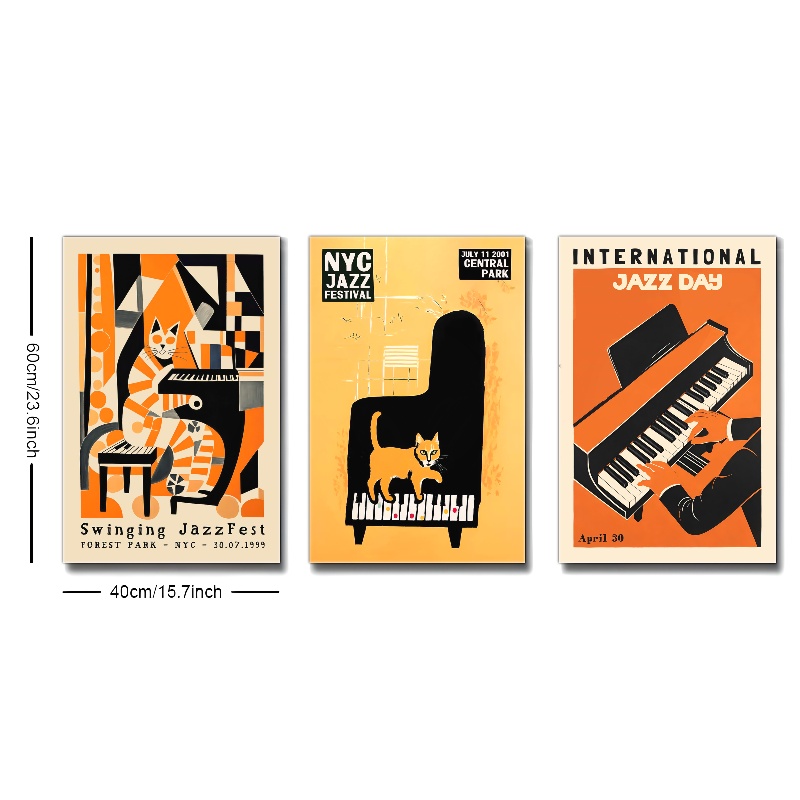 60cm/23.6inch
40cm/15.7inch
Swinging JazzFest
FOREST PARK - NYC - 30.07.1999
NYC
JAZZ
FESTIVAL
JULY 11 2001
CENTRAL
PARK
INTERNATIONAL
JAZZ DAY
April 30